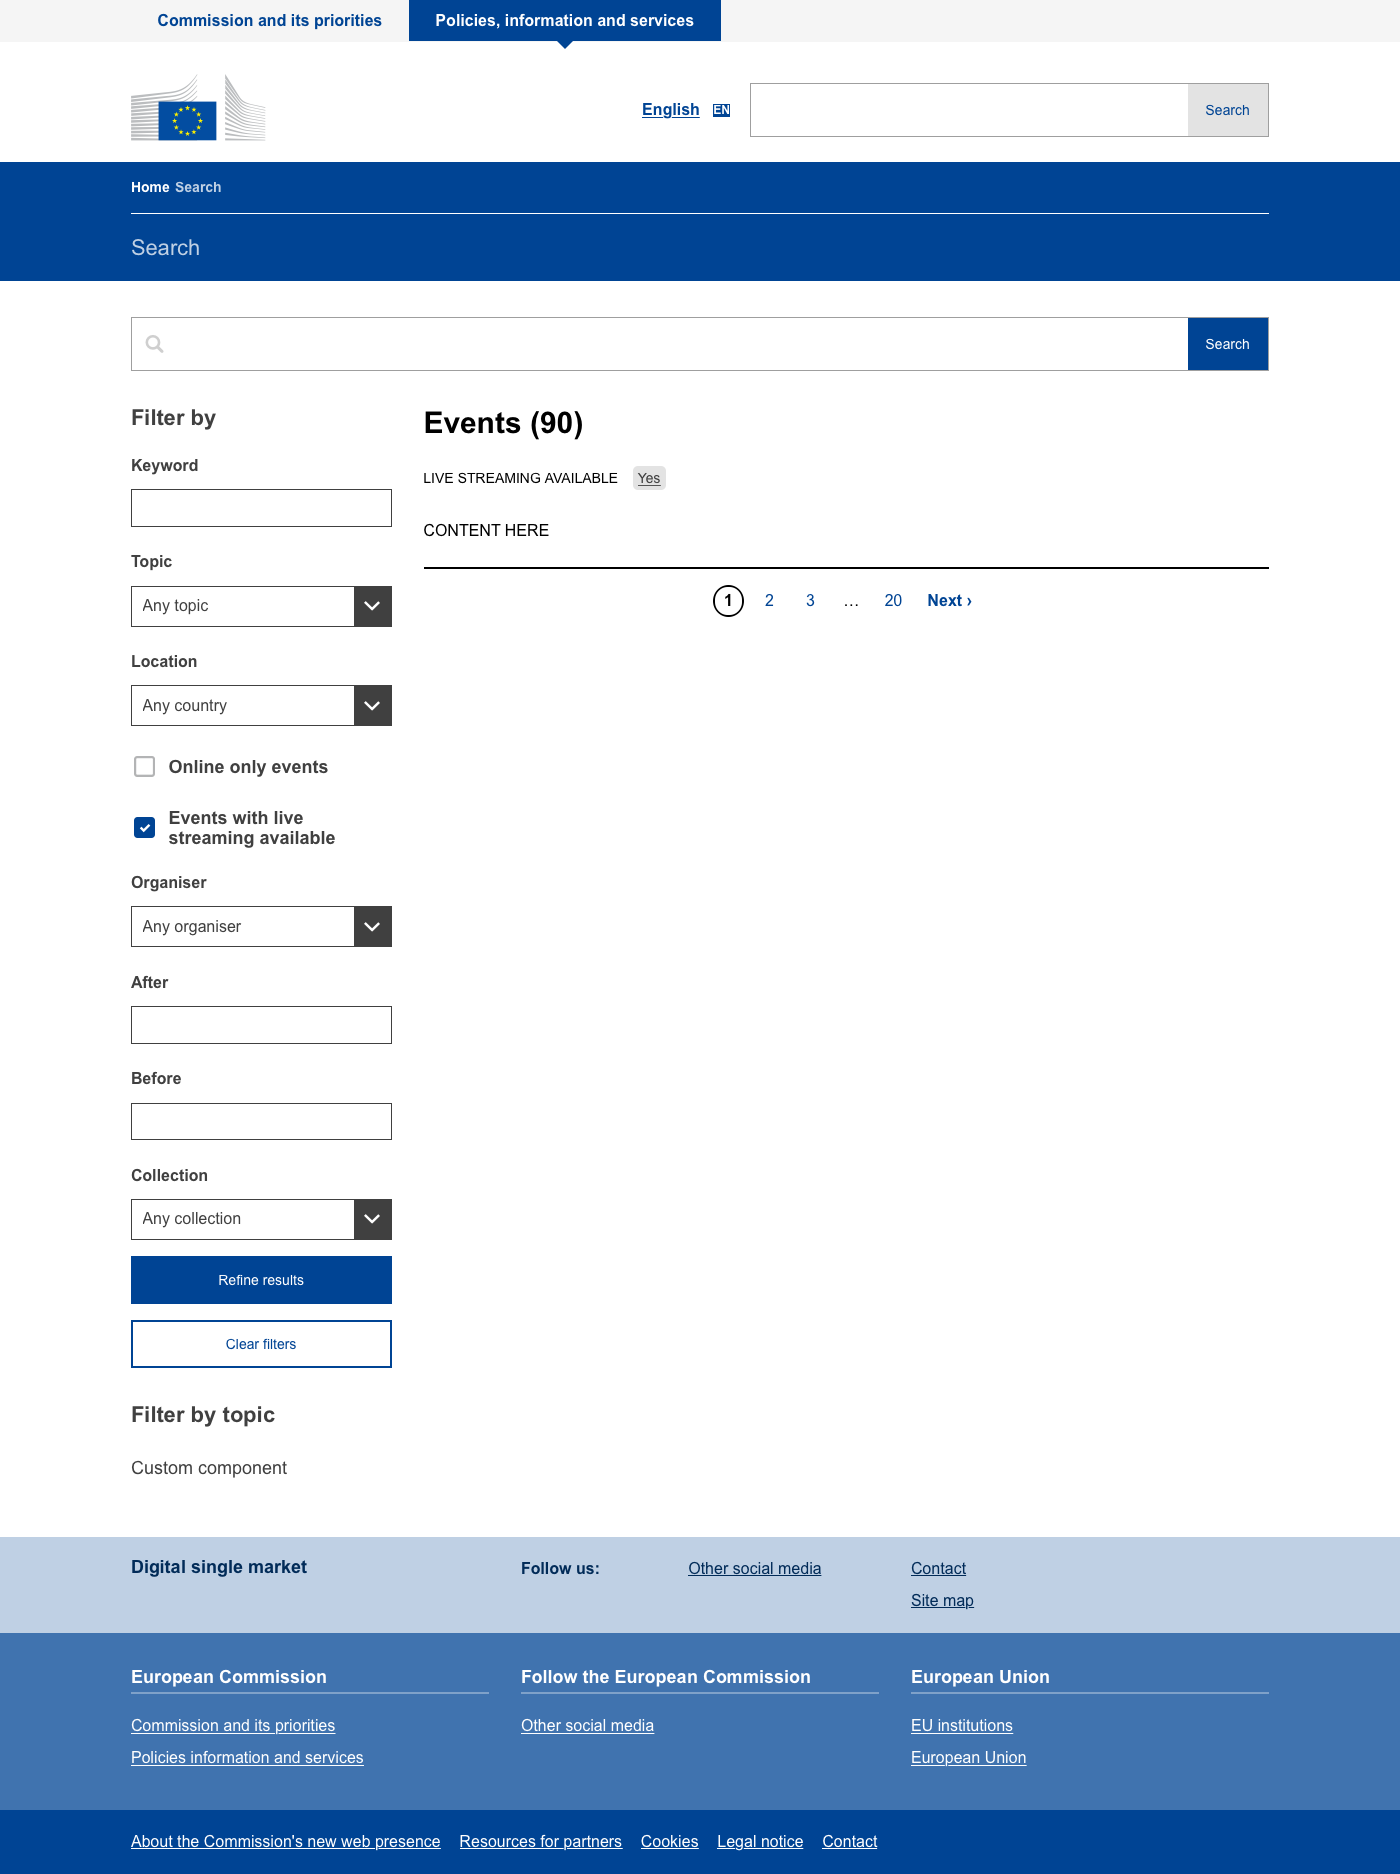 Commission and its priorities
Policies, information and services
English EN
Search
Home Search
Search
Search
Filter by
Keyword
Topic
Any topic
Location
Any country
Online only events
Events with live
streaming available
Organiser
Any organiser
After
Before
Collection
Any collection
Refine results
Clear filters
Filter by topic
Custom component
Events (90)
LIVE STREAMING AVAILABLE Yes
CONTENT HERE
1 2 3 … 20 Next ›
Digital single market
Follow us:
Other social media
Contact
Site map
European Commission
Commission and its priorities
Policies information and services
Follow the European Commission
Other social media
European Union
EU institutions
European Union
About the Commission's new web presence Resources for partners Cookies Legal notice Contact